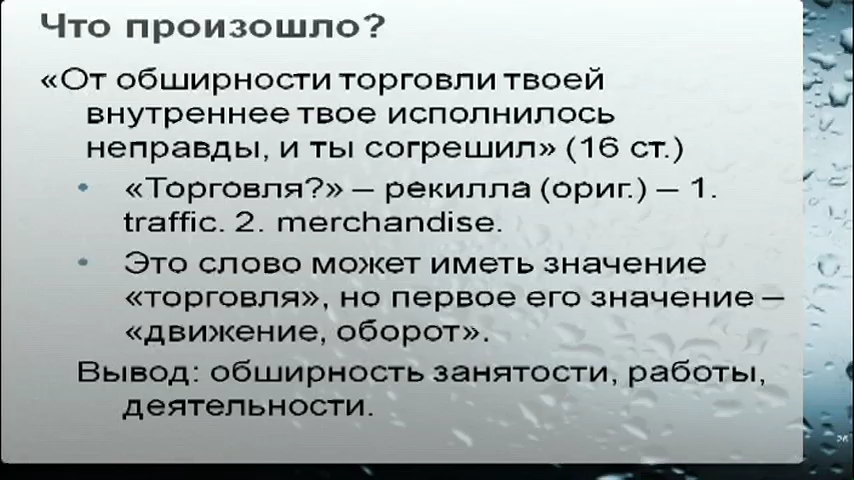 Что произошло?
«От обширности торговли твоей
внутреннее твое исполнилось
неправды, и ты согрешил» (16 ст.)
• «Торговля?» – рекилла (ориг.) – 1.
traffic. 2. merchandise.
• Это слово может иметь значение
«торговля», но первое его значение –
«движение, оборот».
Вывод: обширность занятости, работы,
деятельности.